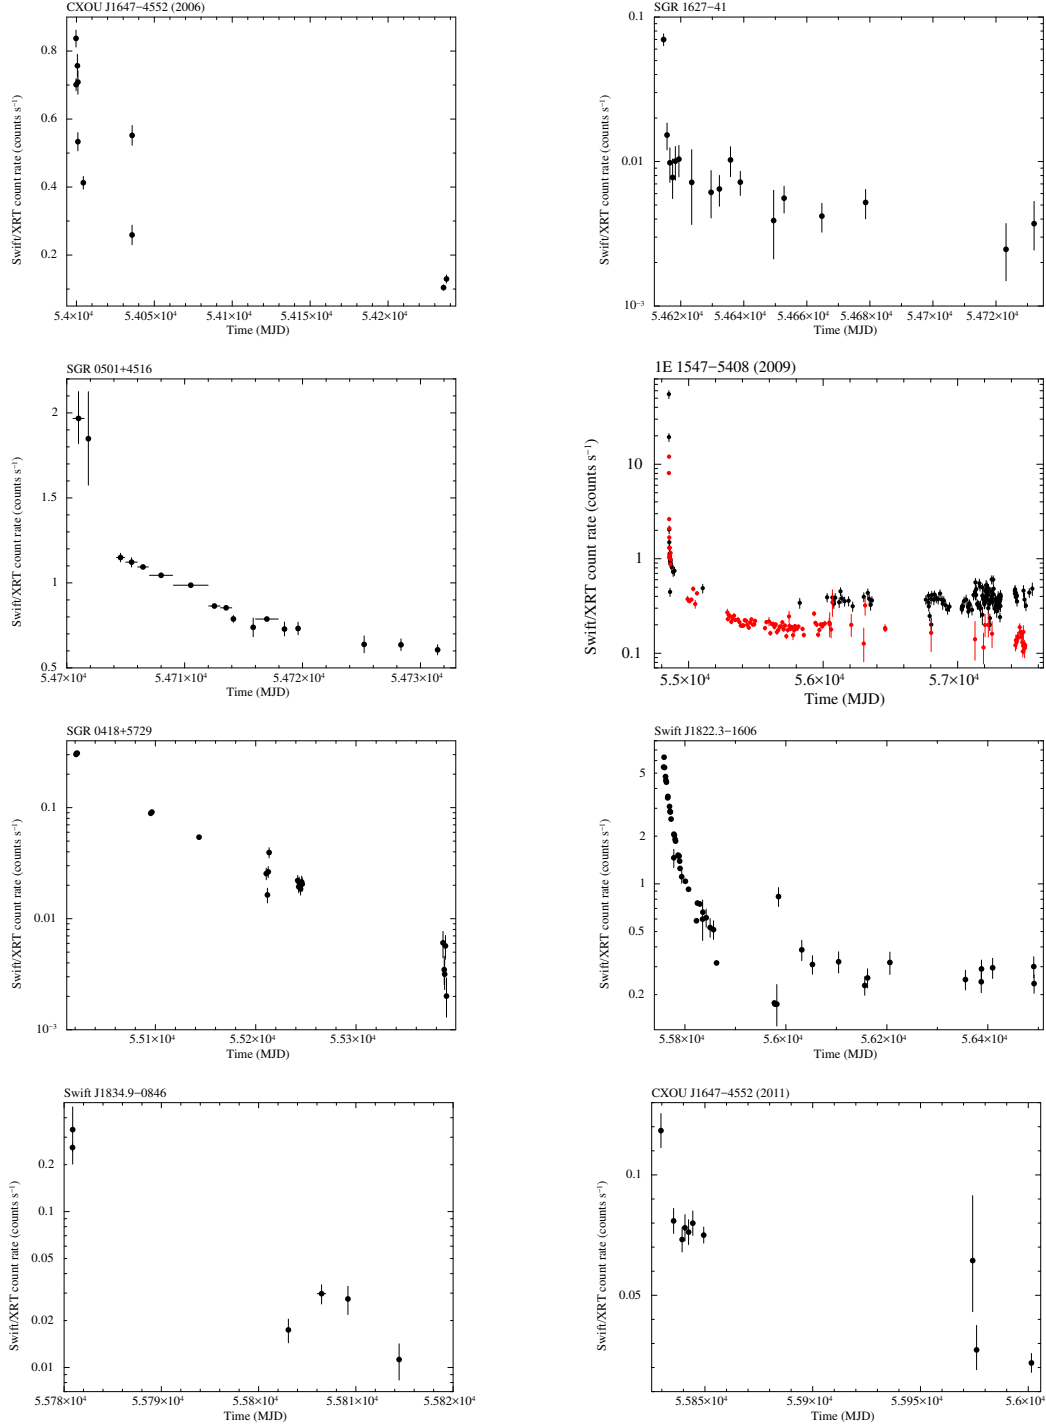 CXOU J1647−4552 (2006)
Swift/XRT count rate (counts s⁻¹)
0.8
0.6
0.4
0.2
5.4×10⁴ 5.405×10⁴ 5.41×10⁴ 5.415×10⁴ 5.42×10⁴
Time (MJD)
SGR 1627−41
Swift/XRT count rate (counts s⁻¹)
0.1
0.01
10⁻³
5.462×10⁴ 5.464×10⁴ 5.466×10⁴ 5.468×10⁴ 5.47×10⁴ 5.472×10⁴
Time (MJD)
SGR 0501+4516
Swift/XRT count rate (counts s⁻¹)
2
1.5
1
0.5
5.47×10⁴ 5.471×10⁴ 5.472×10⁴ 5.473×10⁴
Time (MJD)
1E 1547−5408 (2009)
Swift/XRT count rate (counts s⁻¹)
10
1
0.1
5.5×10⁴ 5.6×10⁴ 5.7×10⁴
Time (MJD)
SGR 0418+5729
Swift/XRT count rate (counts s⁻¹)
0.1
0.01
10⁻³
5.51×10⁴ 5.52×10⁴ 5.53×10⁴
Time (MJD)
Swift J1822.3−1606
Swift/XRT count rate (counts s⁻¹)
5
2
1
0.5
0.2
5.58×10⁴ 5.6×10⁴ 5.62×10⁴ 5.64×10⁴
Time (MJD)
Swift J1834.9−0846
Swift/XRT count rate (counts s⁻¹)
0.2
0.1
0.05
0.02
0.01
5.578×10⁴ 5.579×10⁴ 5.58×10⁴ 5.581×10⁴ 5.582×10⁴
Time (MJD)
CXOU J1647−4552 (2011)
Swift/XRT count rate (counts s⁻¹)
0.1
0.05
5.585×10⁴ 5.59×10⁴ 5.595×10⁴ 5.6×10⁴
Time (MJD)